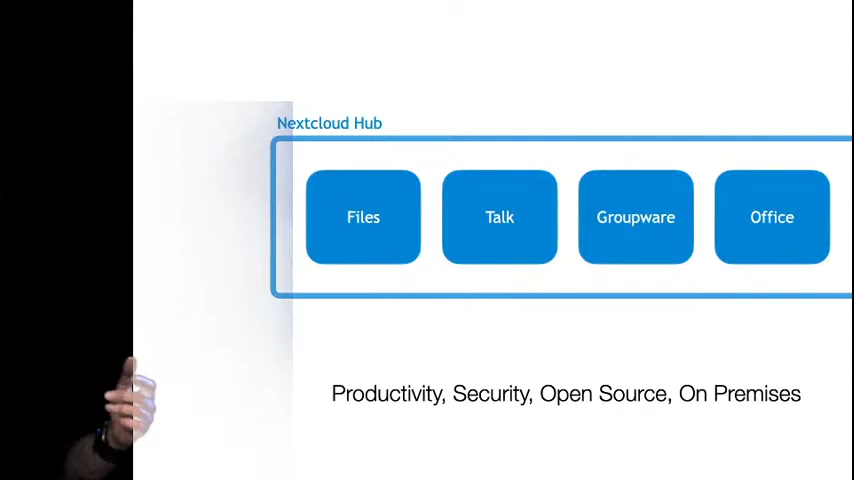 Nextcloud Hub
Files
Talk
Groupware
Office
Productivity, Security, Open Source, On Premises